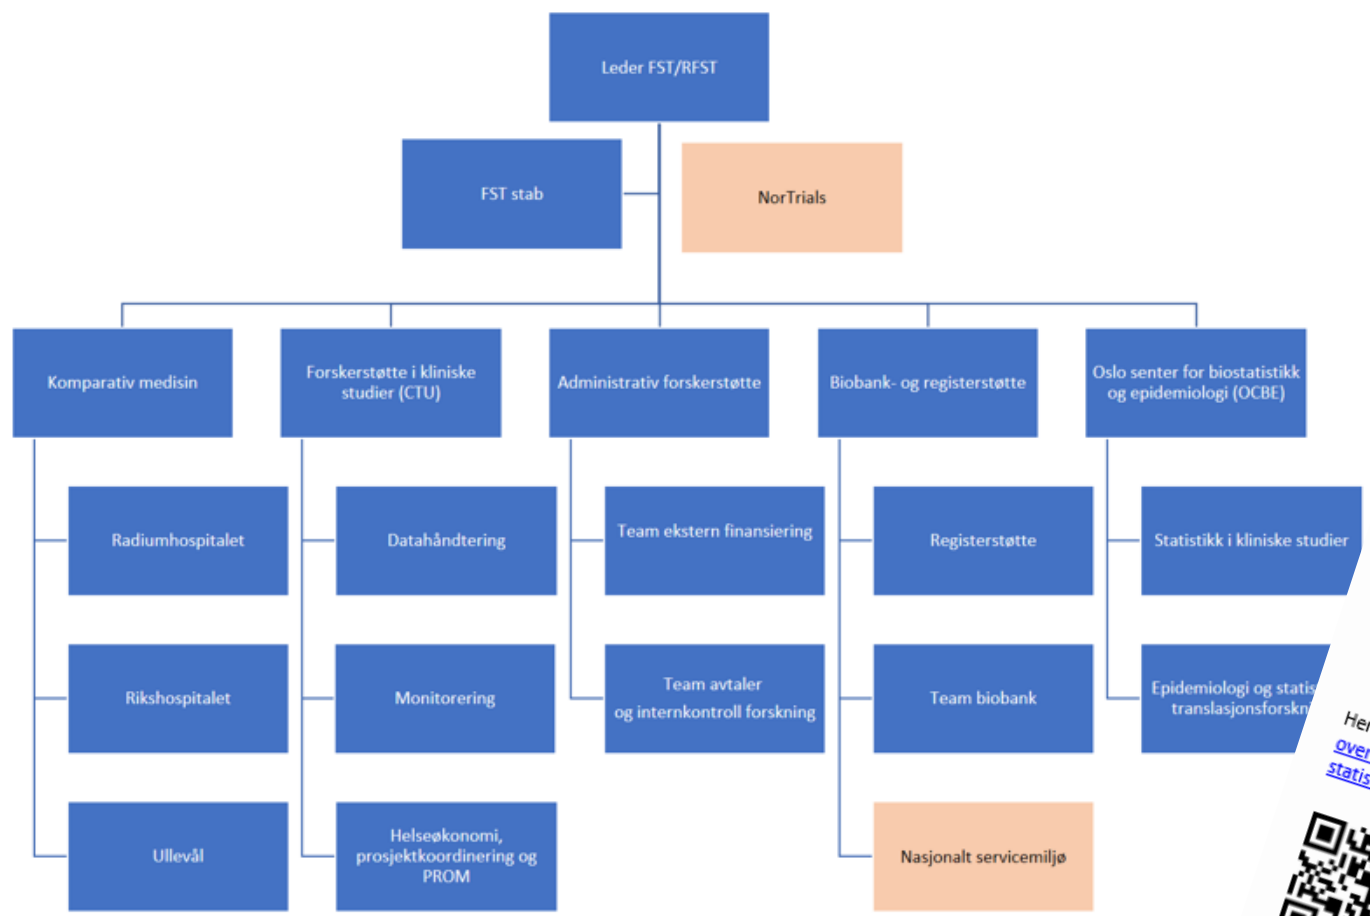 Leder FST/RFST
FST stab
NorTrials
Komparativ medisin
Forskerstøtte i kliniske
studier (CTU)
Administrativ forskerstøtte
Biobank- og registerstøtte
Oslo senter for biostatistikk
og epidemiologi (OCBE)
Radiumhospitalet
Datahåndtering
Team ekstern finansiering
Registerstøtte
Statistikk i kliniske studier
Rikshospitalet
Monitorering
Team avtaler
og internkontroll forskning
Team biobank
Epidemiologi og
Ullevål
Helseøkonomi,
prosjektkoordinering og
PROM
Nasjonalt servicemiljø